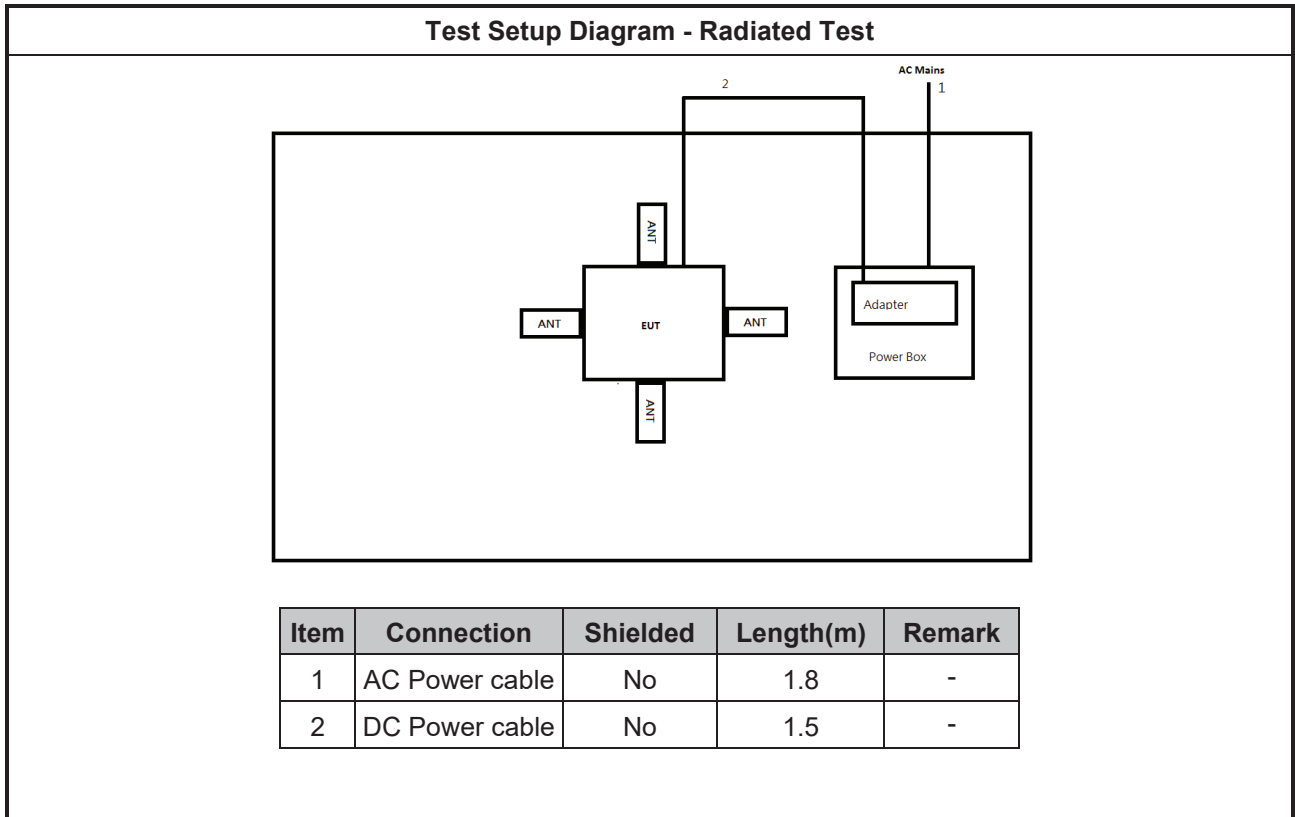 Test Setup Diagram - Radiated Test
AC Mains
2
1
ANT
ANT
EUT
ANT
Adapter
Power Box
ANT
Item Connection Shielded Length(m) Remark
1 AC Power cable No 1.8 -
2 DC Power cable No 1.5 -